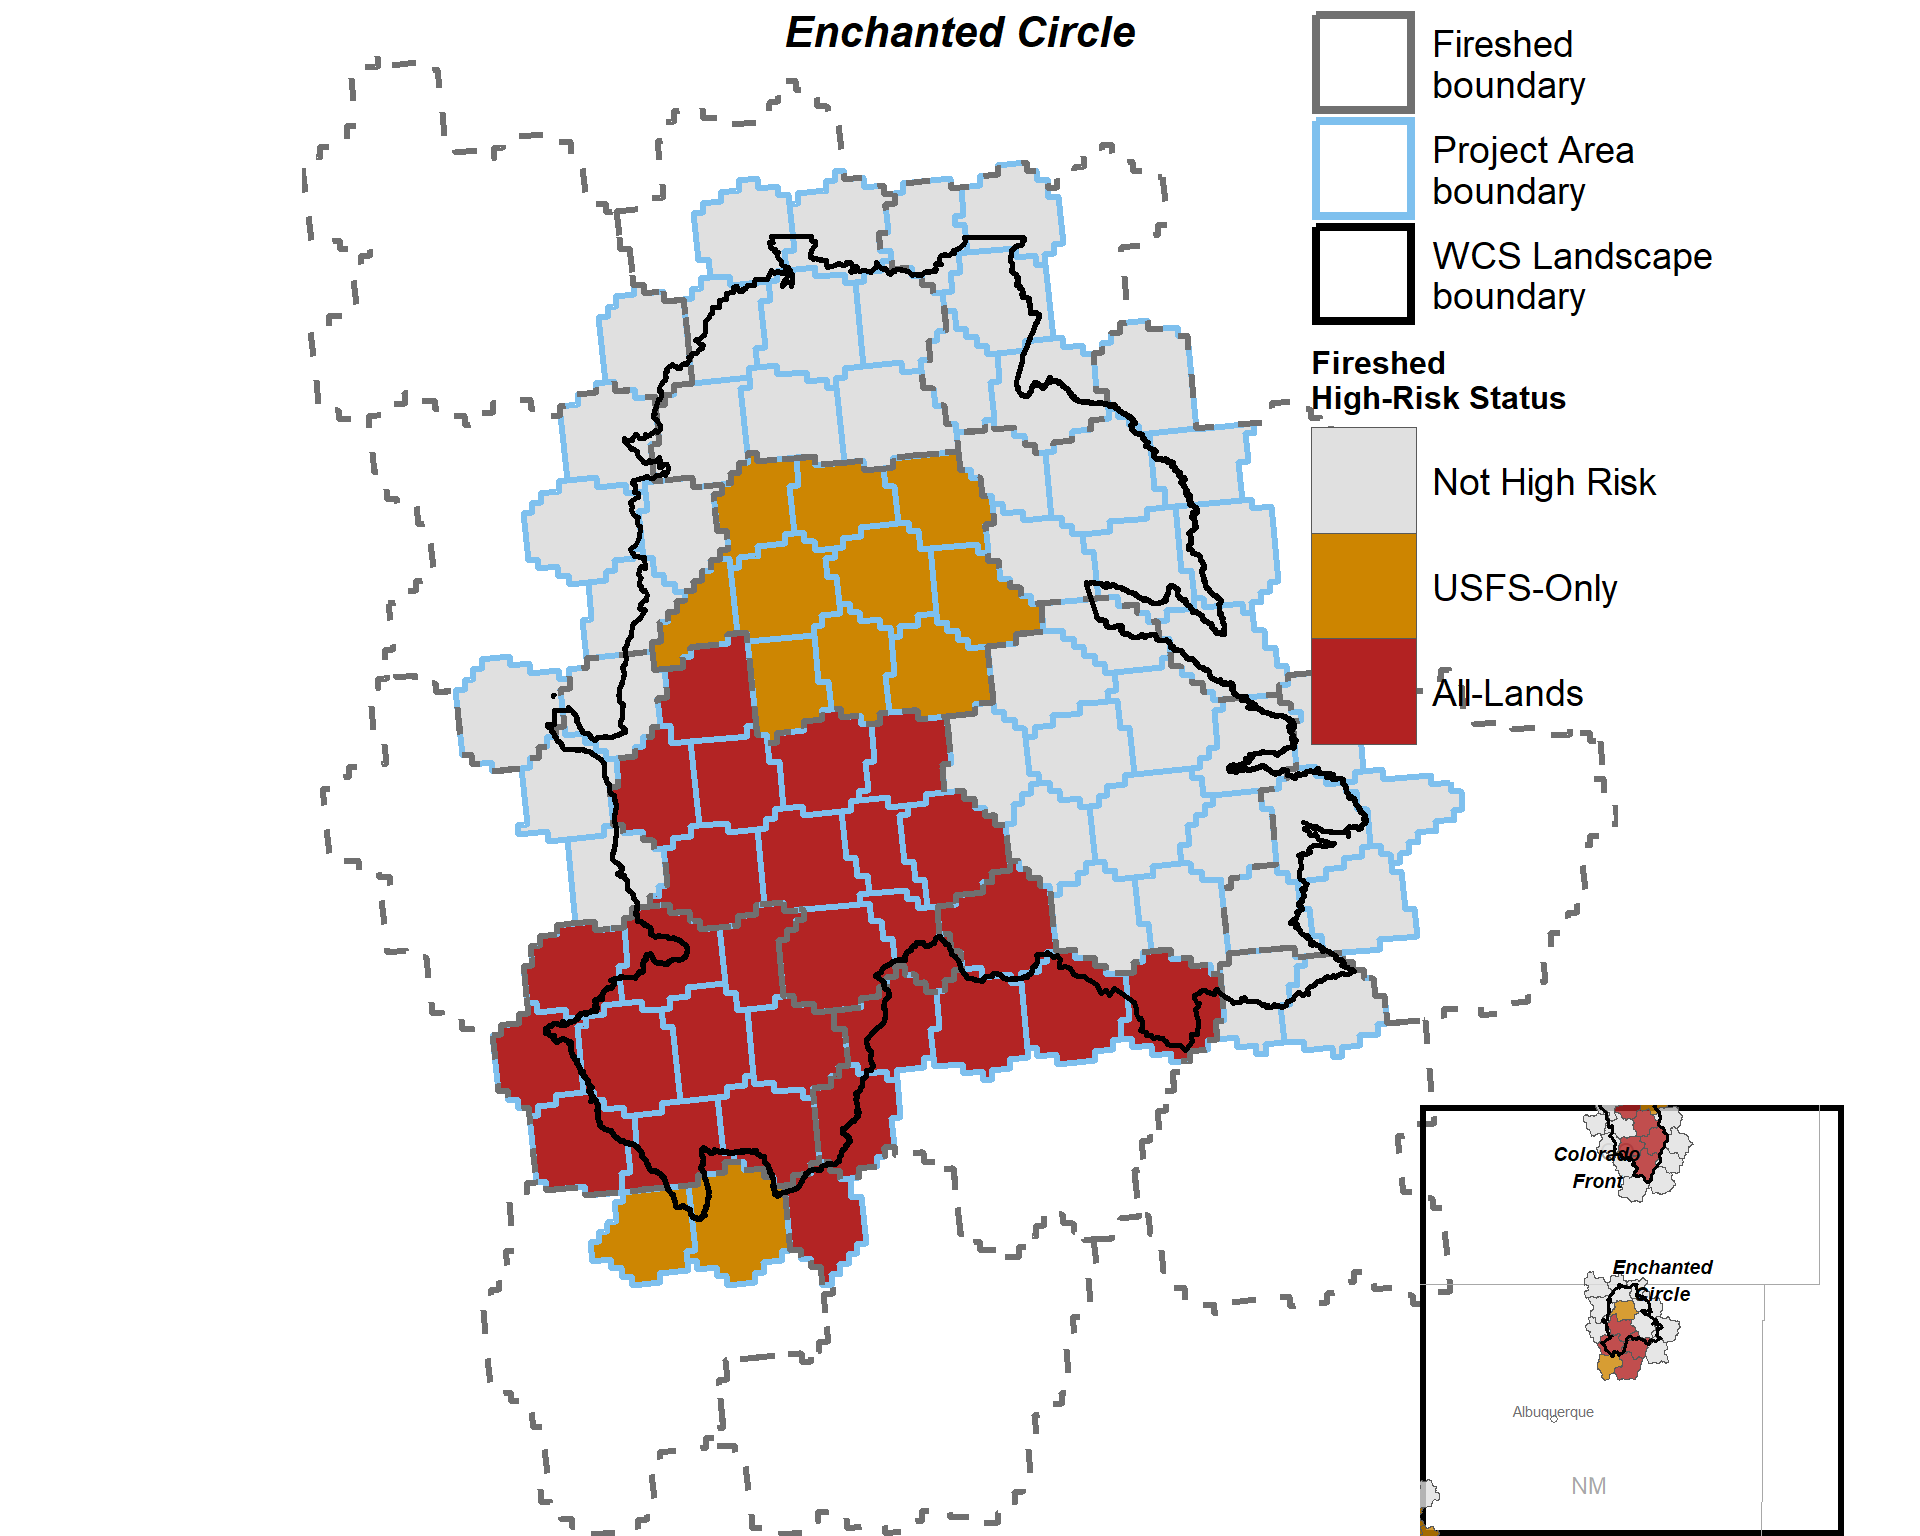 Enchanted Circle
Fireshed
boundary
Project Area
boundary
WCS Landscape
boundary
Fireshed
High-Risk Status
Not High Risk
USFS-Only
All-Lands
Colorado
Front
Enchanted
Circle
Albuquerque
NM